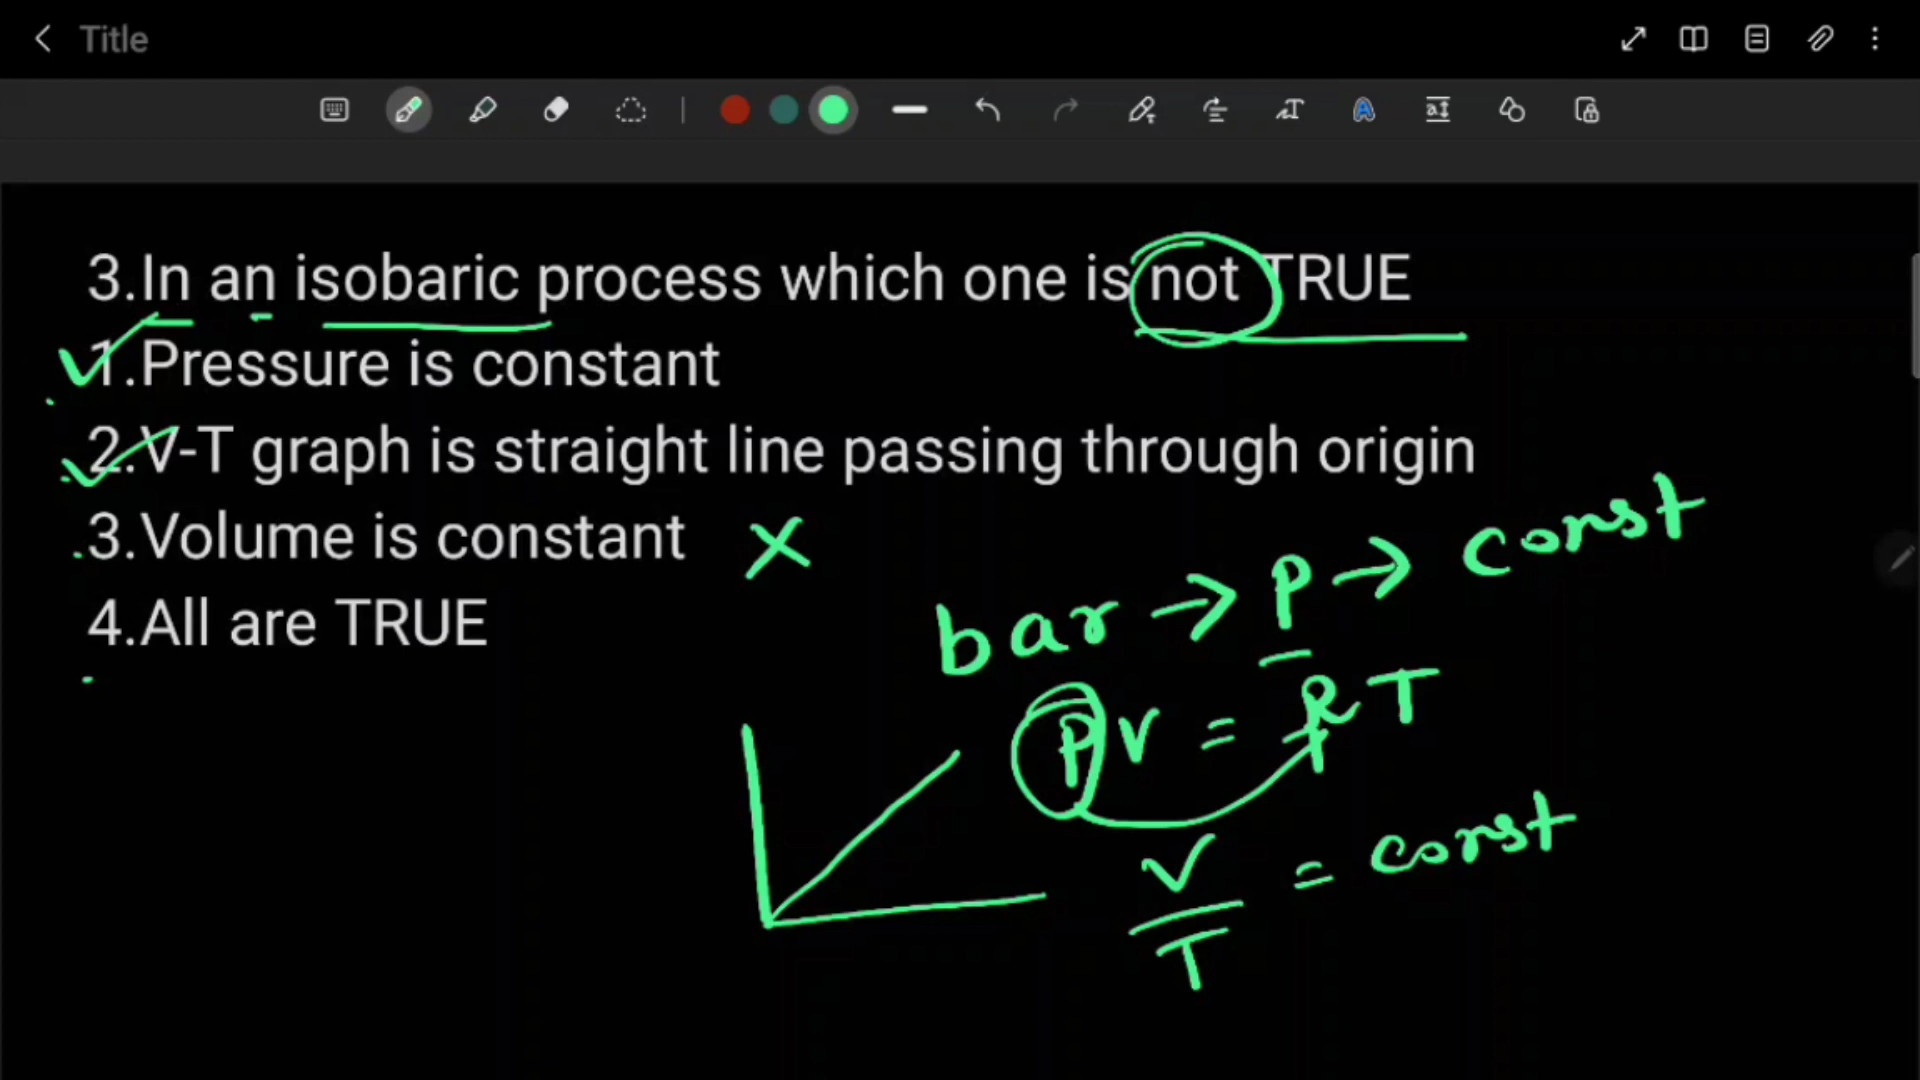 Title
3.In an isobaric process which one is not TRUE
1.Pressure is constant
2.V-T graph is straight line passing through origin
3.Volume is constant X
4.All are TRUE
bar → P → const
PV = RT
V/T = const